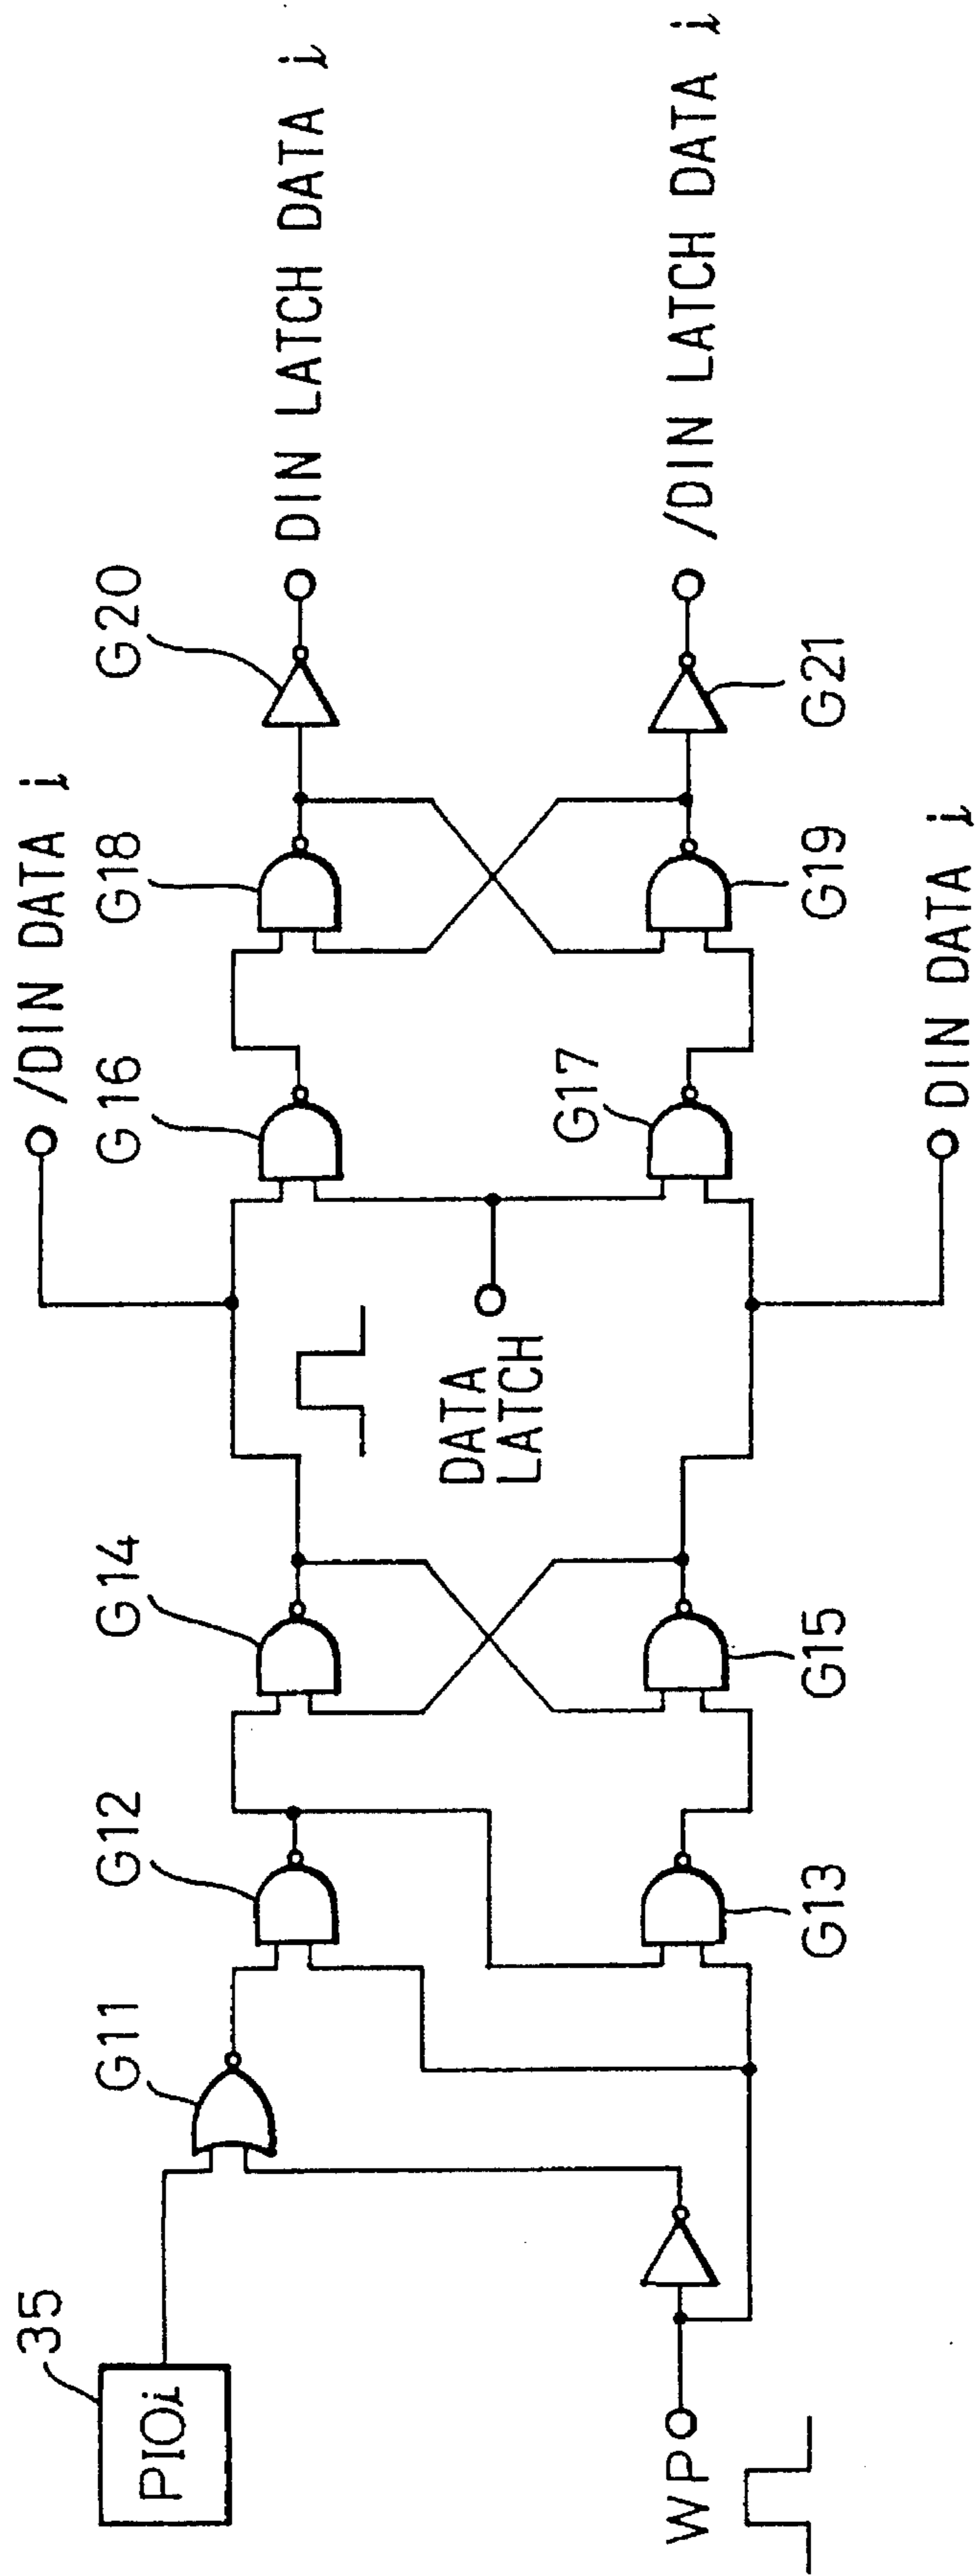 35
PIOi
WP
G11
G12
G13
G14
G15
DATA
LATCH
/DIN DATA i
DIN DATA i
G16
G17
G18
G19
G20
G21
DIN LATCH DATA i
/DIN LATCH DATA i